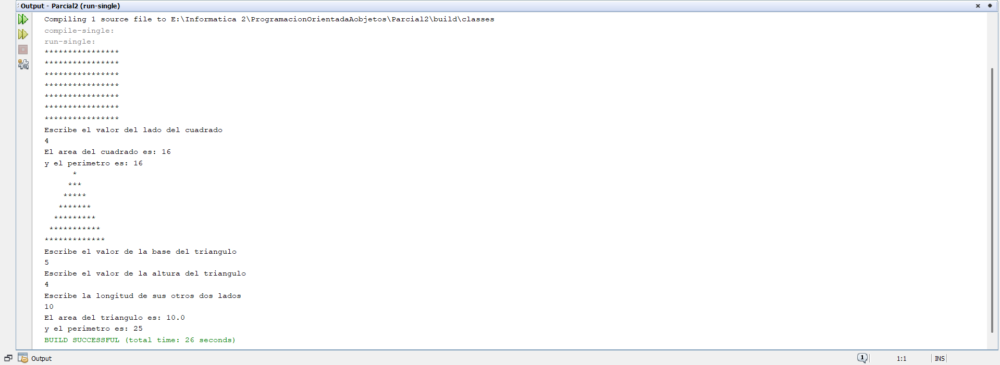 Output - Parcial2 (run-single)
Compiling 1 source file to E:\Informatica 2\ProgramacionOrientadaAobjetos\Parcial2\build\classes
compile-single:
run-single:
****************
****************
****************
****************
****************
****************
****************
Escribe el valor del lado del cuadrado
4
El area del cuadrado es: 16
y el perimetro es: 16
      *
     ***
    *****
   *******
  *********
 ***********
*************
Escribe el valor de la base del triangulo
5
Escribe el valor de la altura del triangulo
4
Escribe la longitud de sus otros dos lados
10
El area del triangulo es: 10.0
y el perimetro es: 25
BUILD SUCCESSFUL (total time: 26 seconds)
Output 1 1:1 INS